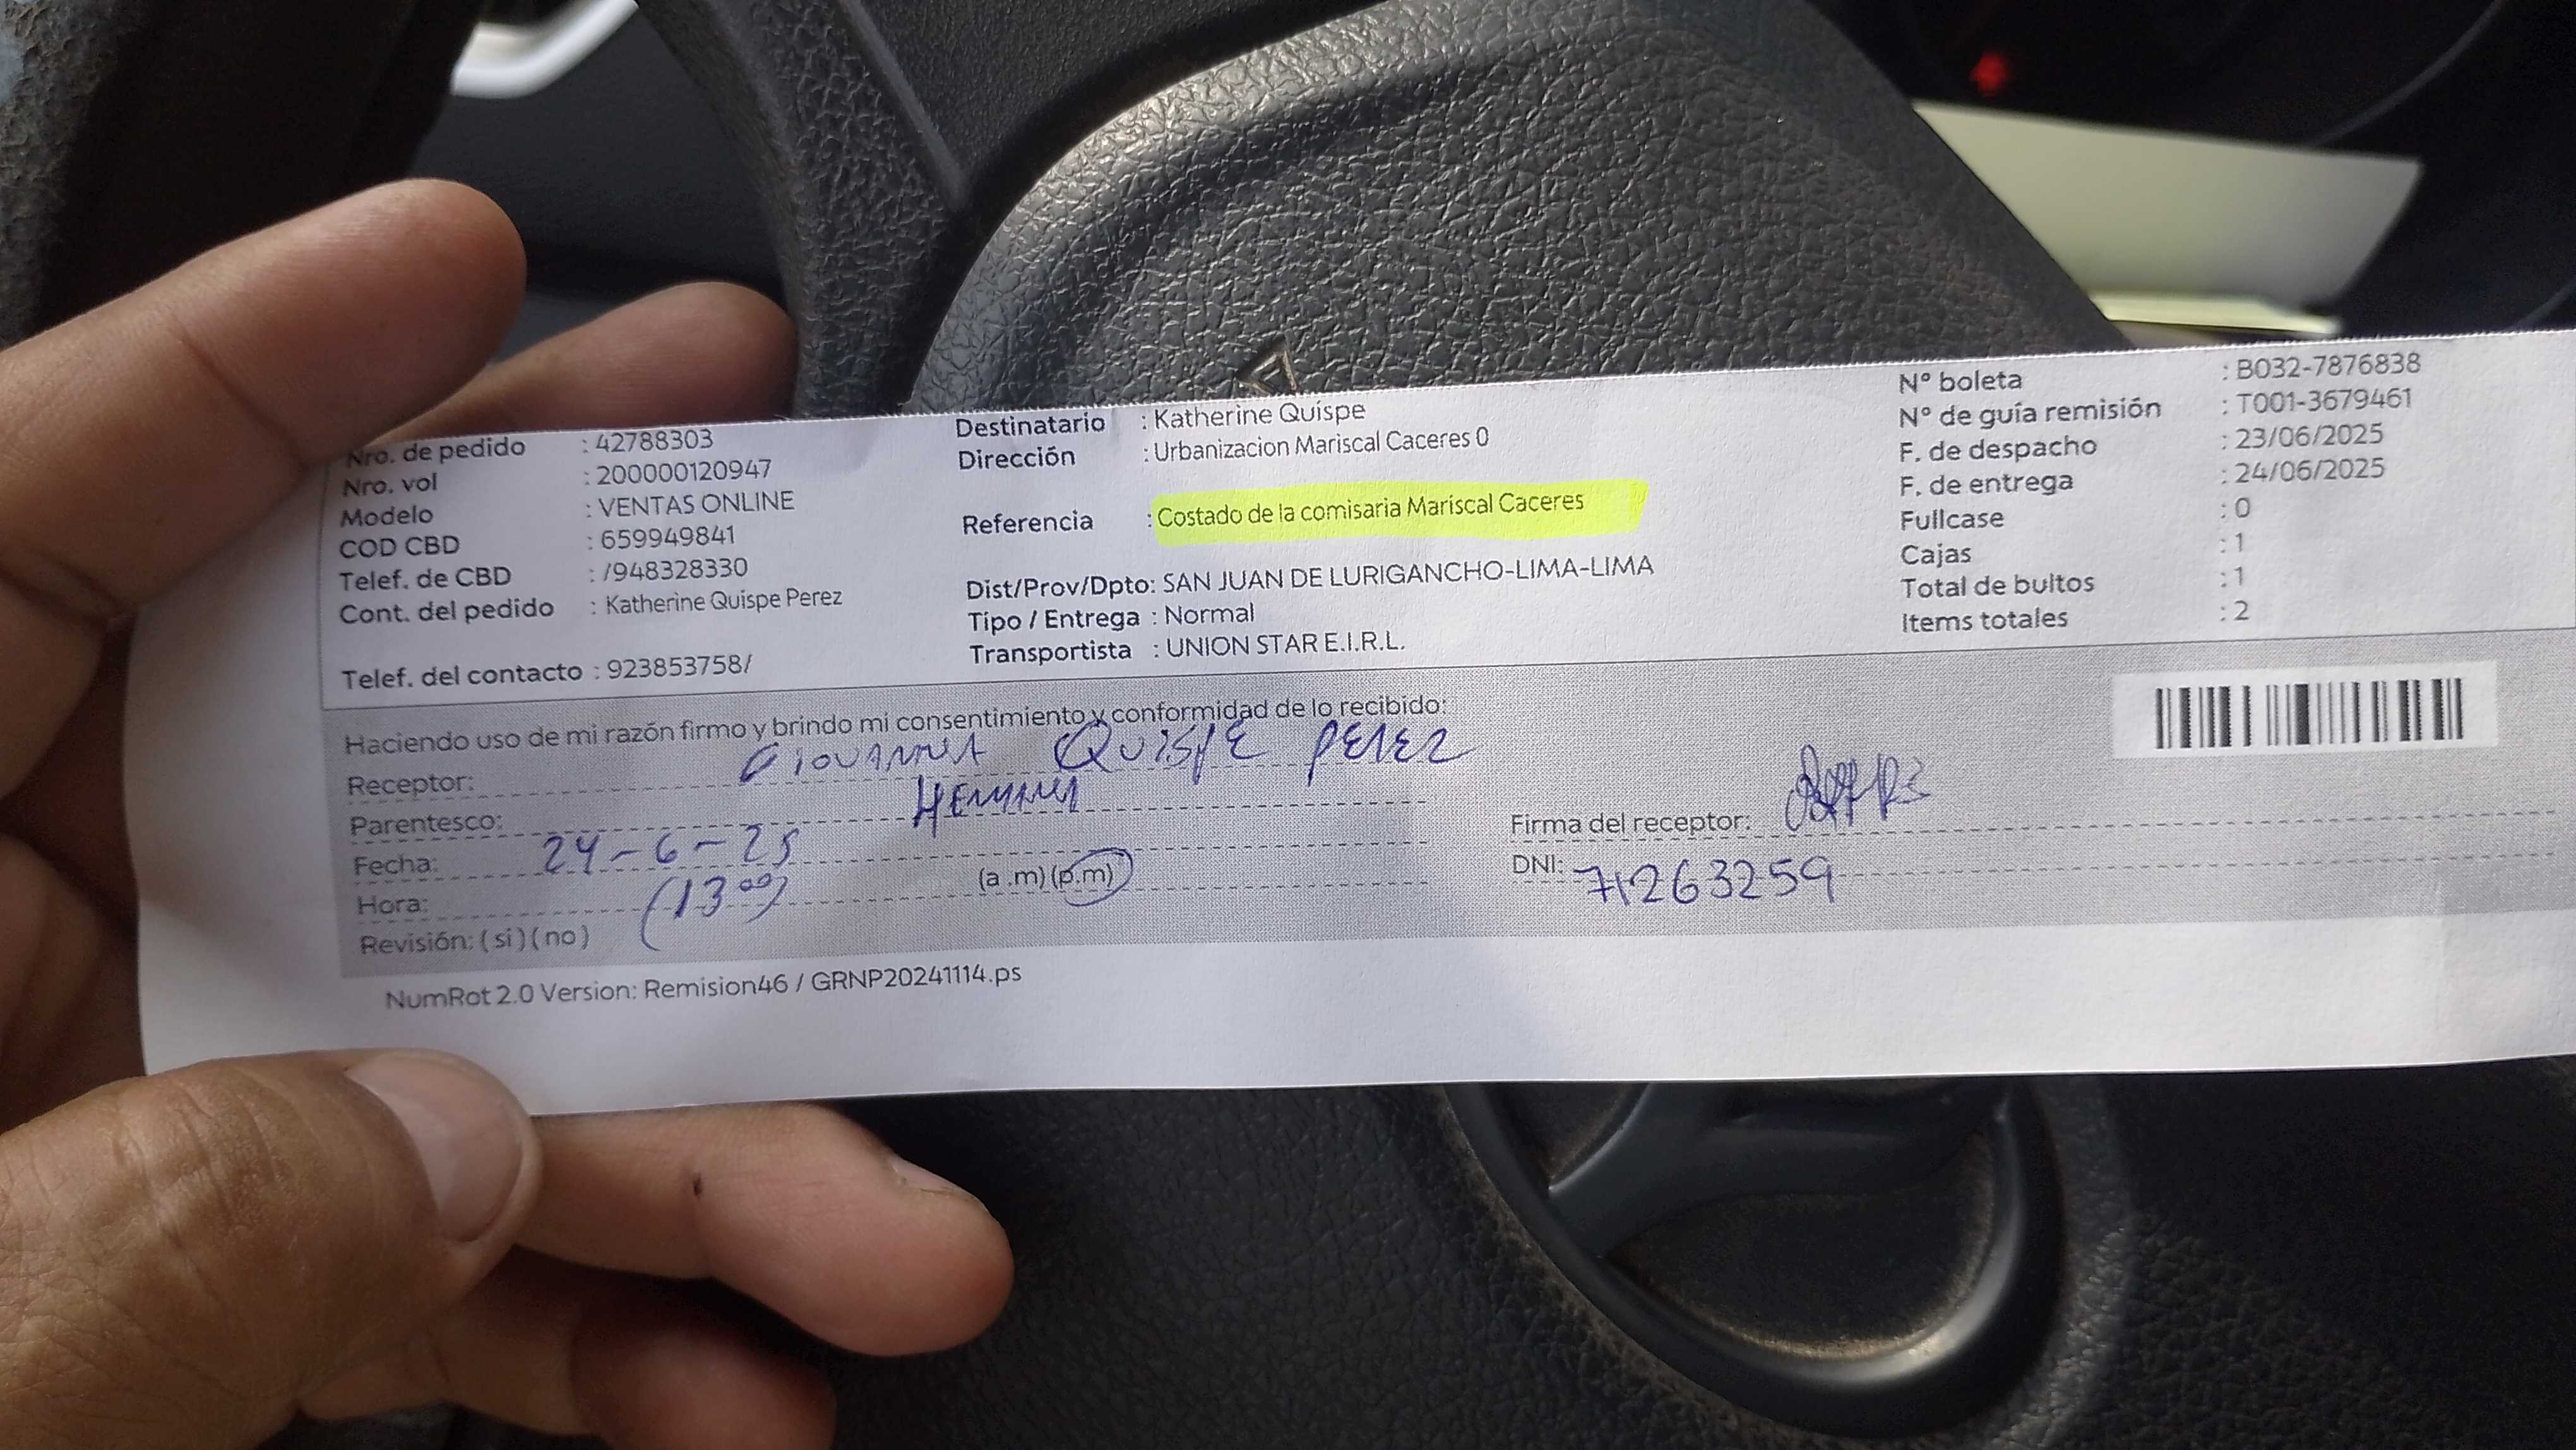 Nro. de pedido : 42788303
Nro. vol : 200000120947
Modelo : VENTAS ONLINE
COD CBD : 659949841
Telef. de CBD : /948328330
Cont. del pedido : Katherine Quispe Perez
Telef. del contacto : 923853758/
Destinatario : Katherine Quispe
Dirección : Urbanizacion Mariscal Caceres 0
Referencia : Costado de la comisaria Mariscal Caceres
Dist/Prov/Dpto: SAN JUAN DE LURIGANCHO-LIMA-LIMA
Tipo / Entrega : Normal
Transportista : UNION STAR E.I.R.L.
N° boleta : B032-7876838
N° de guía remisión : T001-3679461
F. de despacho : 23/06/2025
F. de entrega : 24/06/2025
Fullcase : 0
Cajas : 1
Total de bultos : 1
Items totales : 2
Haciendo uso de mi razón firmo y brindo mi consentimiento y conformidad de lo recibido:
Receptor: GIOVANNA QUISPE PEREZ
Parentesco:
Fecha: 24-6-25
Hora: (13 00) (a .m) (p.m)
Revisión: ( si ) ( no )
Firma del receptor:
DNI: 71263259
NumRot 2.0 Version: Remision46 / GRNP20241114.ps